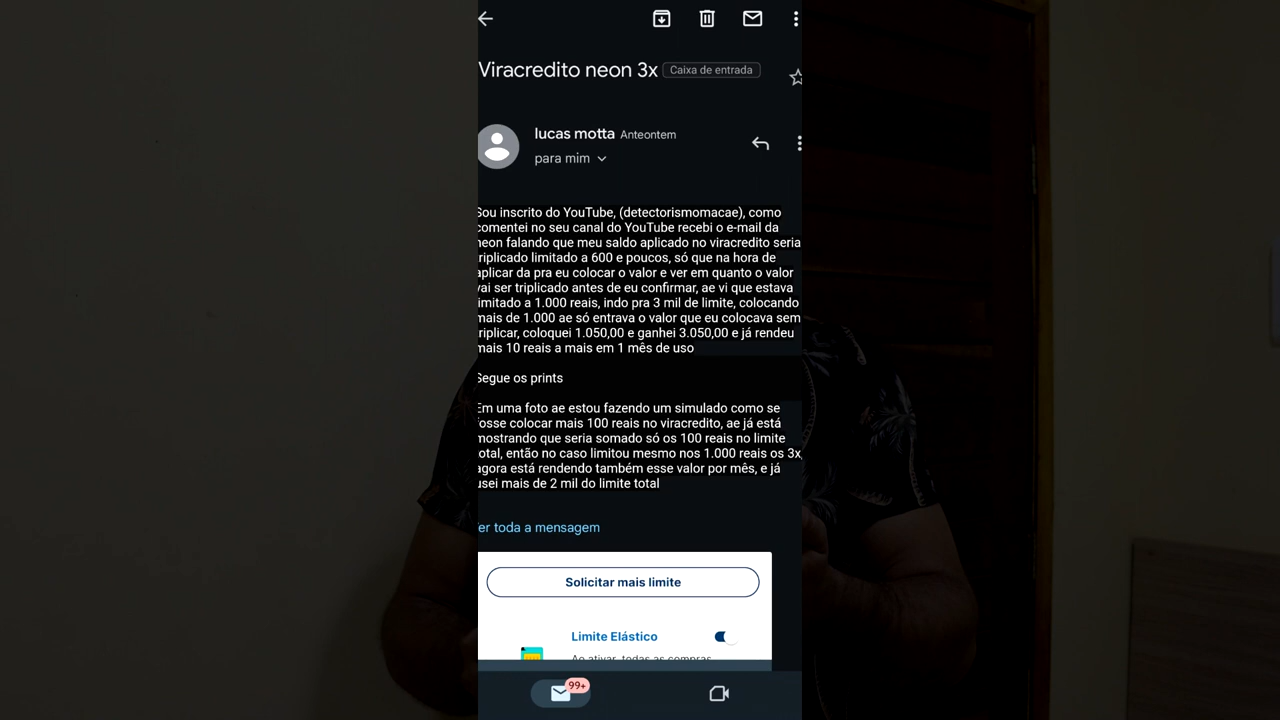 Viracredito neon 3x Caixa de entrada
lucas motta Anteontem
para mim
Sou inscrito do YouTube, (detectorismomacae), como
comentei no seu canal do YouTube recebi o e-mail da
neon falando que meu saldo aplicado no viracredito seria
triplicado limitado a 600 e poucos, só que na hora de
aplicar da pra eu colocar o valor e ver em quanto o valor
vai ser triplicado antes de eu confirmar, ae vi que estava
limitado a 1.000 reais, indo pra 3 mil de limite, colocando
mais de 1.000 ae só entrava o valor que eu colocava sem
triplicar, coloquei 1.050,00 e ganhei 3.050,00 e já rendeu
mais 10 reais a mais em 1 mês de uso
Segue os prints
Em uma foto ae estou fazendo um simulado como se
fosse colocar mais 100 reais no viracredito, ae já está
mostrando que seria somado só os 100 reais no limite
total, então no caso limitou mesmo nos 1.000 reais os 3x,
agora está rendendo também esse valor por mês, e já
usei mais de 2 mil do limite total
er toda a mensagem
Solicitar mais limite
Limite Elástico
Ao ativar, todas as compras
99+